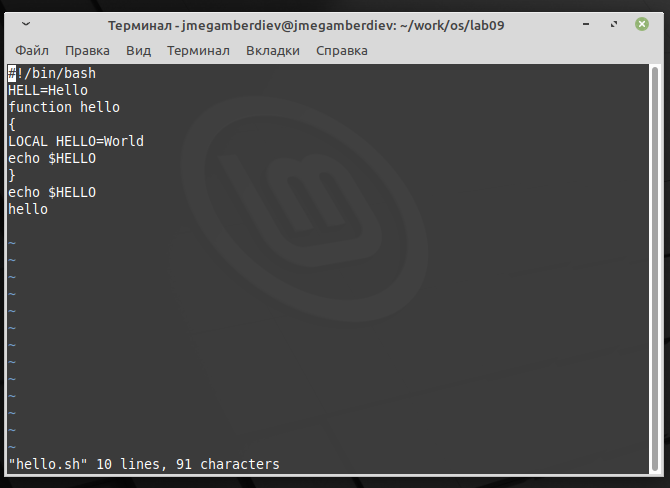 Терминал - jmegamberdiev@jmegamberdiev: ~/work/os/lab09
Файл Правка Вид Терминал Вкладки Справка
#!/bin/bash
HELL=Hello
function hello
{
LOCAL HELLO=World
echo $HELLO
}
echo $HELLO
hello
~
~
~
~
~
~
~
~
~
~
~
~
~
"hello.sh" 10 lines, 91 characters